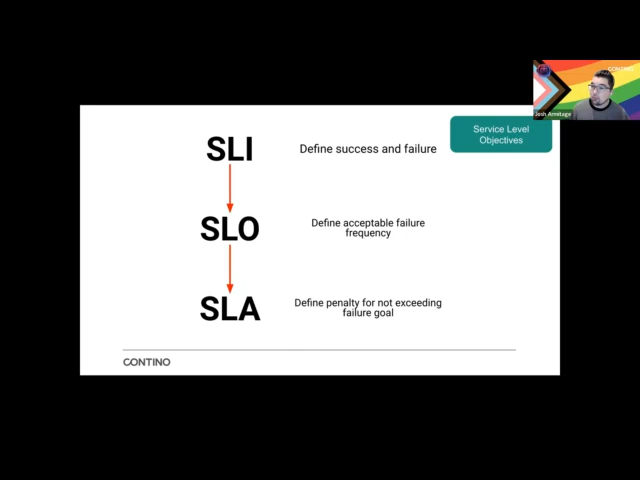 CONTINO
Josh Armitage
Service Level
Objectives
SLI
Define success and failure
SLO
Define acceptable failure
frequency
SLA
Define penalty for not exceeding
failure goal
CONTINO